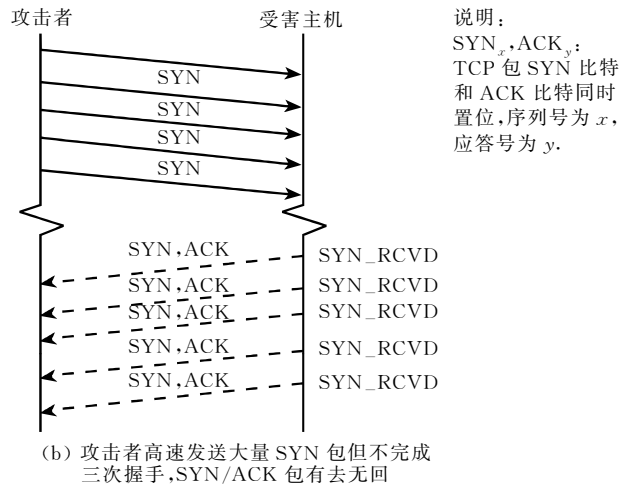 攻击者
受害主机
说明：
SYNₓ,ACKᵧ：
TCP 包 SYN 比特
和 ACK 比特同时
置位,序列号为 x,
应答号为 y.
SYN
SYN
SYN
SYN
SYN,ACK SYN_RCVD
SYN,ACK SYN_RCVD
SYN,ACK SYN_RCVD
SYN,ACK SYN_RCVD
SYN,ACK SYN_RCVD
(b) 攻击者高速发送大量 SYN 包但不完成
三次握手,SYN/ACK 包有去无回